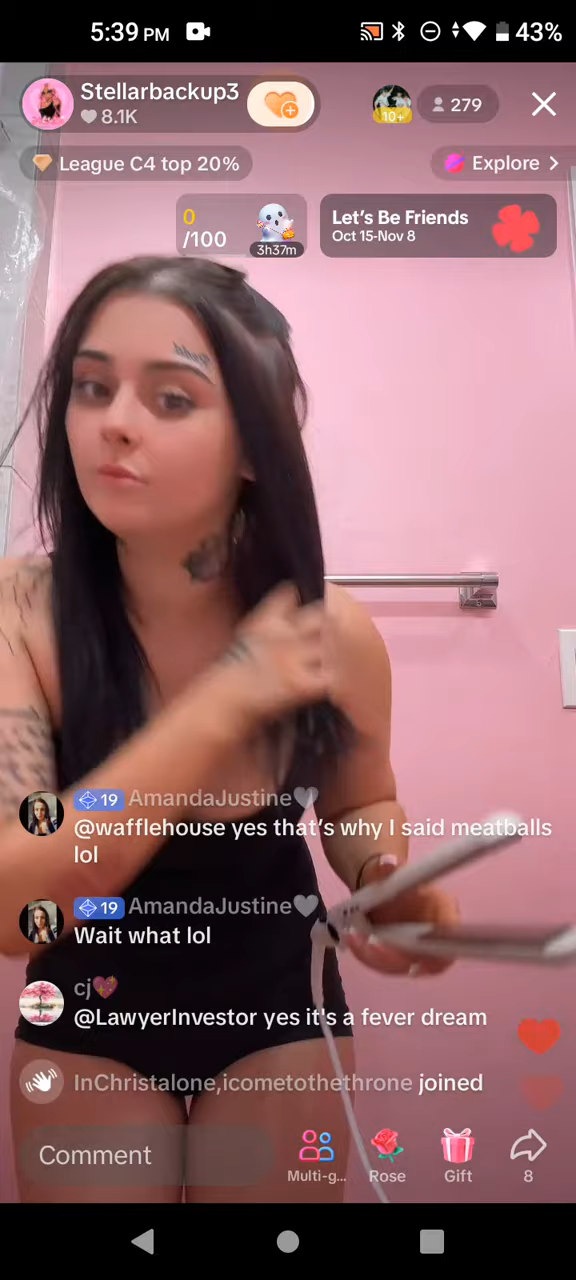 5:39 PM
43%
Stellarbackup3
8.1K
10+
279
League C4 top 20%
Explore >
0
/100
3h37m
Let's Be Friends
Oct 15-Nov 8
19 AmandaJustine
@wafflehouse yes that's why I said meatballs
lol
19 AmandaJustine
Wait what lol
cj
@LawyerInvestor yes it's a fever dream
InChristalone,icometothethrone joined
Comment
Multi-g...
Rose
Gift
8